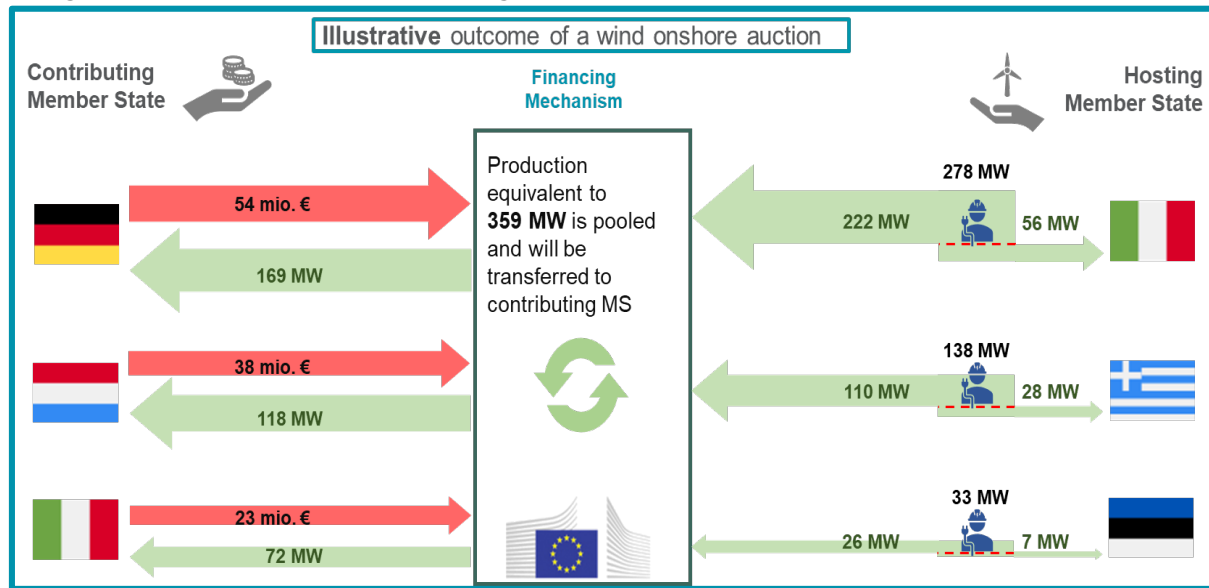 Illustrative outcome of a wind onshore auction
Contributing
Member State
Financing
Mechanism
Hosting
Member State
54 mio. €
169 MW
38 mio. €
118 MW
23 mio. €
72 MW
Production
equivalent to
359 MW is pooled
and will be
transferred to
contributing MS
278 MW
222 MW
56 MW
138 MW
110 MW
28 MW
33 MW
26 MW
7 MW